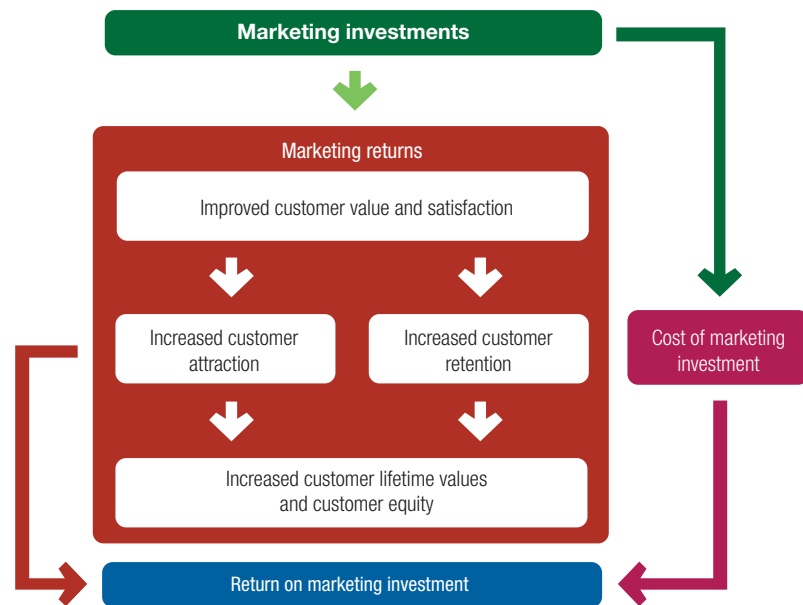 Marketing investments
Marketing returns
Improved customer value and satisfaction
Increased customer
attraction
Increased customer
retention
Cost of marketing
investment
Increased customer lifetime values
and customer equity
Return on marketing investment